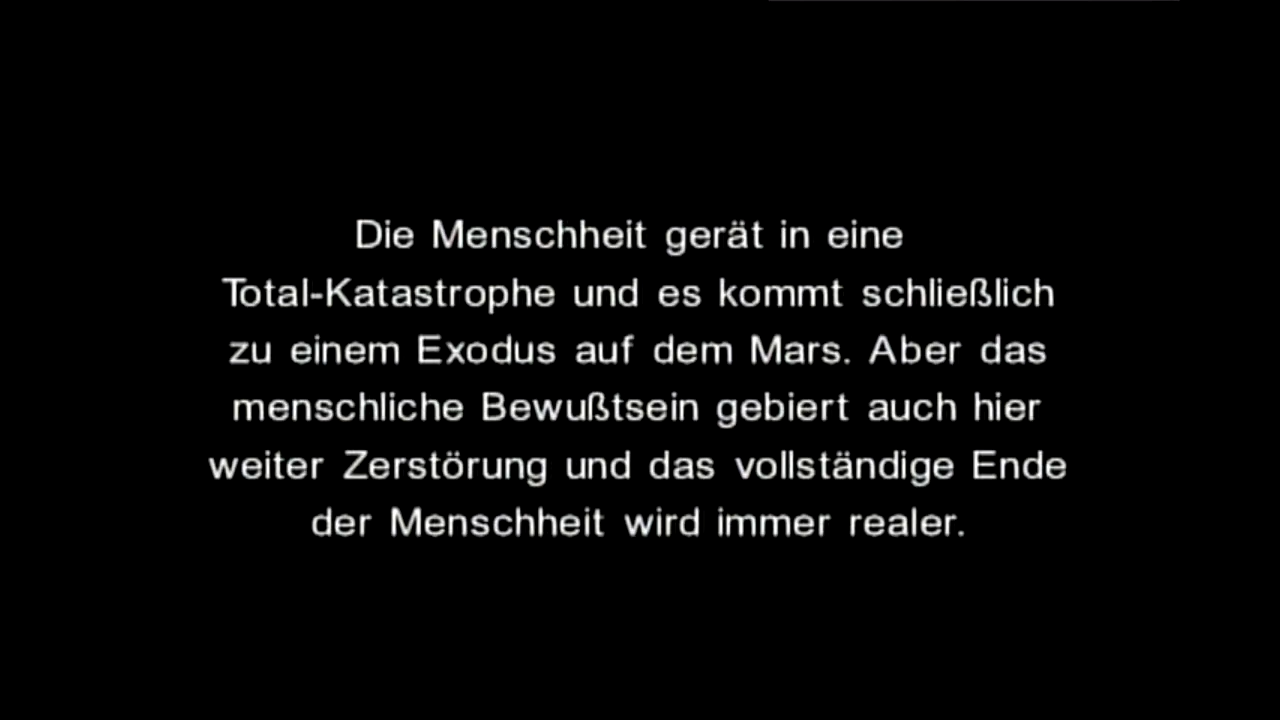 Die Menschheit gerät in eine
Total-Katastrophe und es kommt schließlich
zu einem Exodus auf dem Mars. Aber das
menschliche Bewußtsein gebiert auch hier
weiter Zerstörung und das vollständige Ende
der Menschheit wird immer realer.